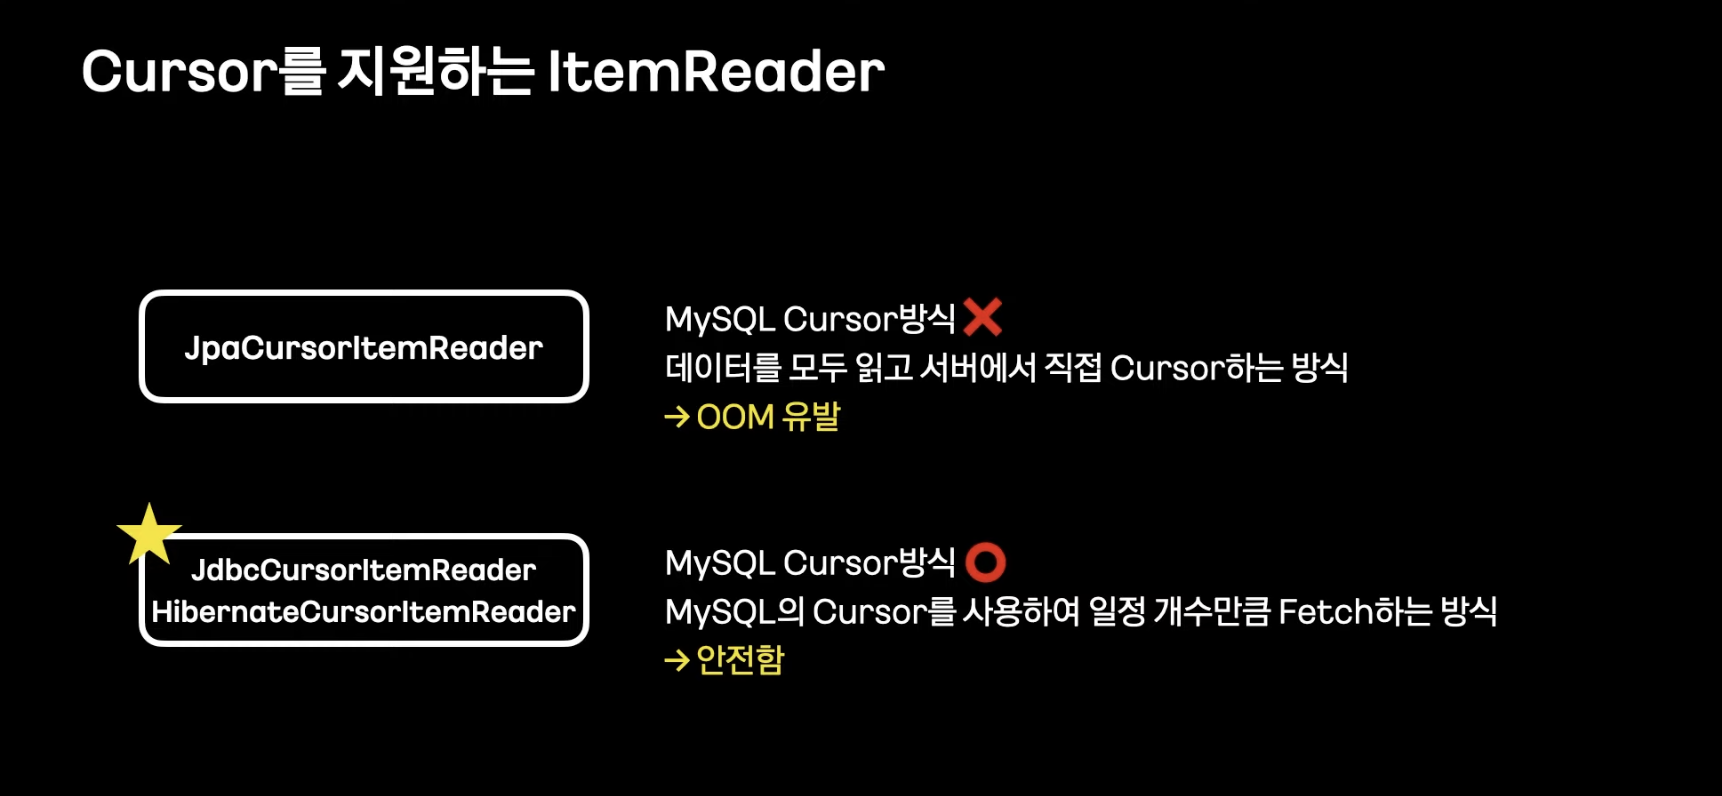 Cursor를 지원하는 ItemReader
JpaCursorItemReader
MySQL Cursor방식 ❌
데이터를 모두 읽고 서버에서 직접 Cursor하는 방식
→ OOM 유발
JdbcCursorItemReader
HibernateCursorItemReader
MySQL Cursor방식 ⭕
MySQL의 Cursor를 사용하여 일정 개수만큼 Fetch하는 방식
→ 안전함